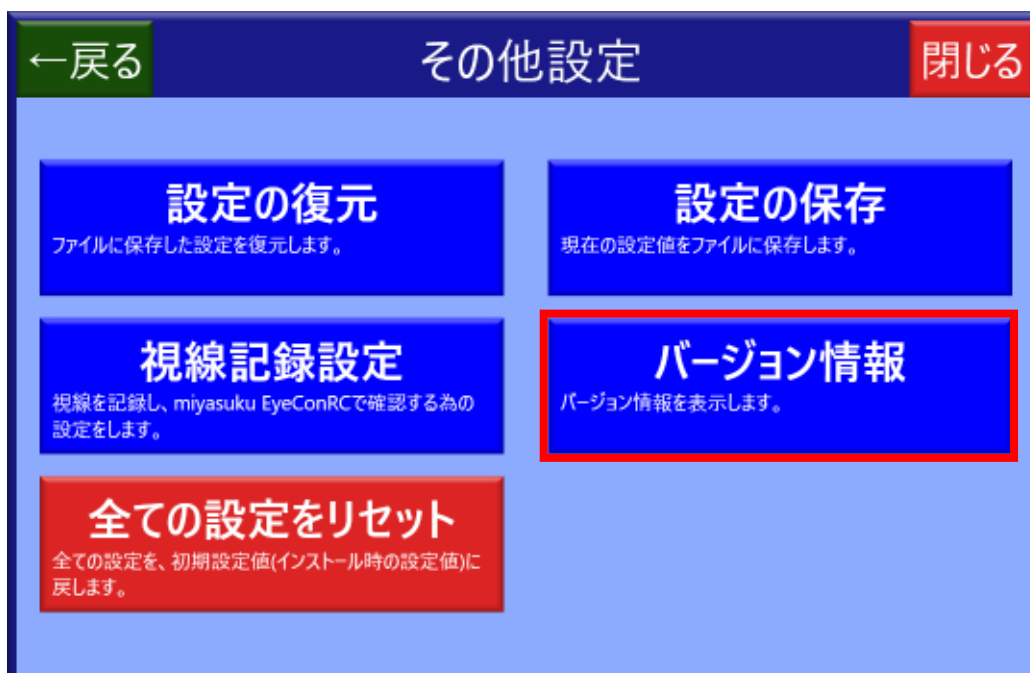 ←戻る
その他設定
閉じる
設定の復元
ファイルに保存した設定を復元します。
設定の保存
現在の設定値をファイルに保存します。
視線記録設定
視線を記録し、miyasuku EyeConRCで確認する為の
設定をします。
バージョン情報
バージョン情報を表示します。
全ての設定をリセット
全ての設定を、初期設定値(インストール時の設定値)に
戻します。